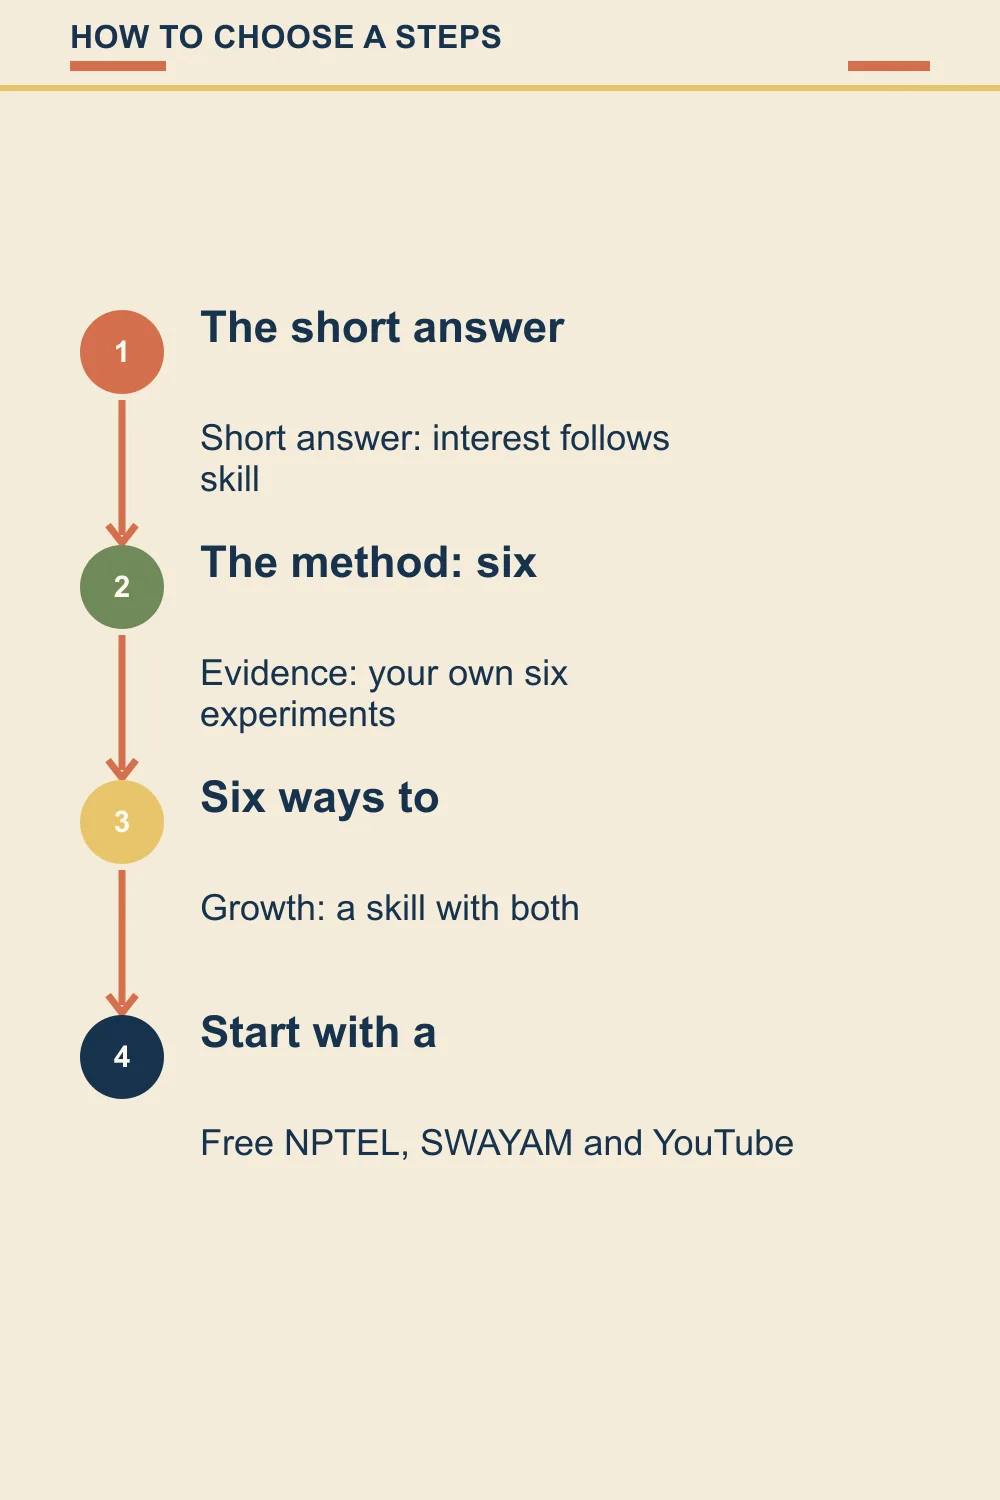 HOW TO CHOOSE A STEPS
1
The short answer
Short answer: interest follows
skill
2
The method: six
Evidence: your own six
experiments
3
Six ways to
Growth: a skill with both
4
Start with a
Free NPTEL, SWAYAM and YouTube